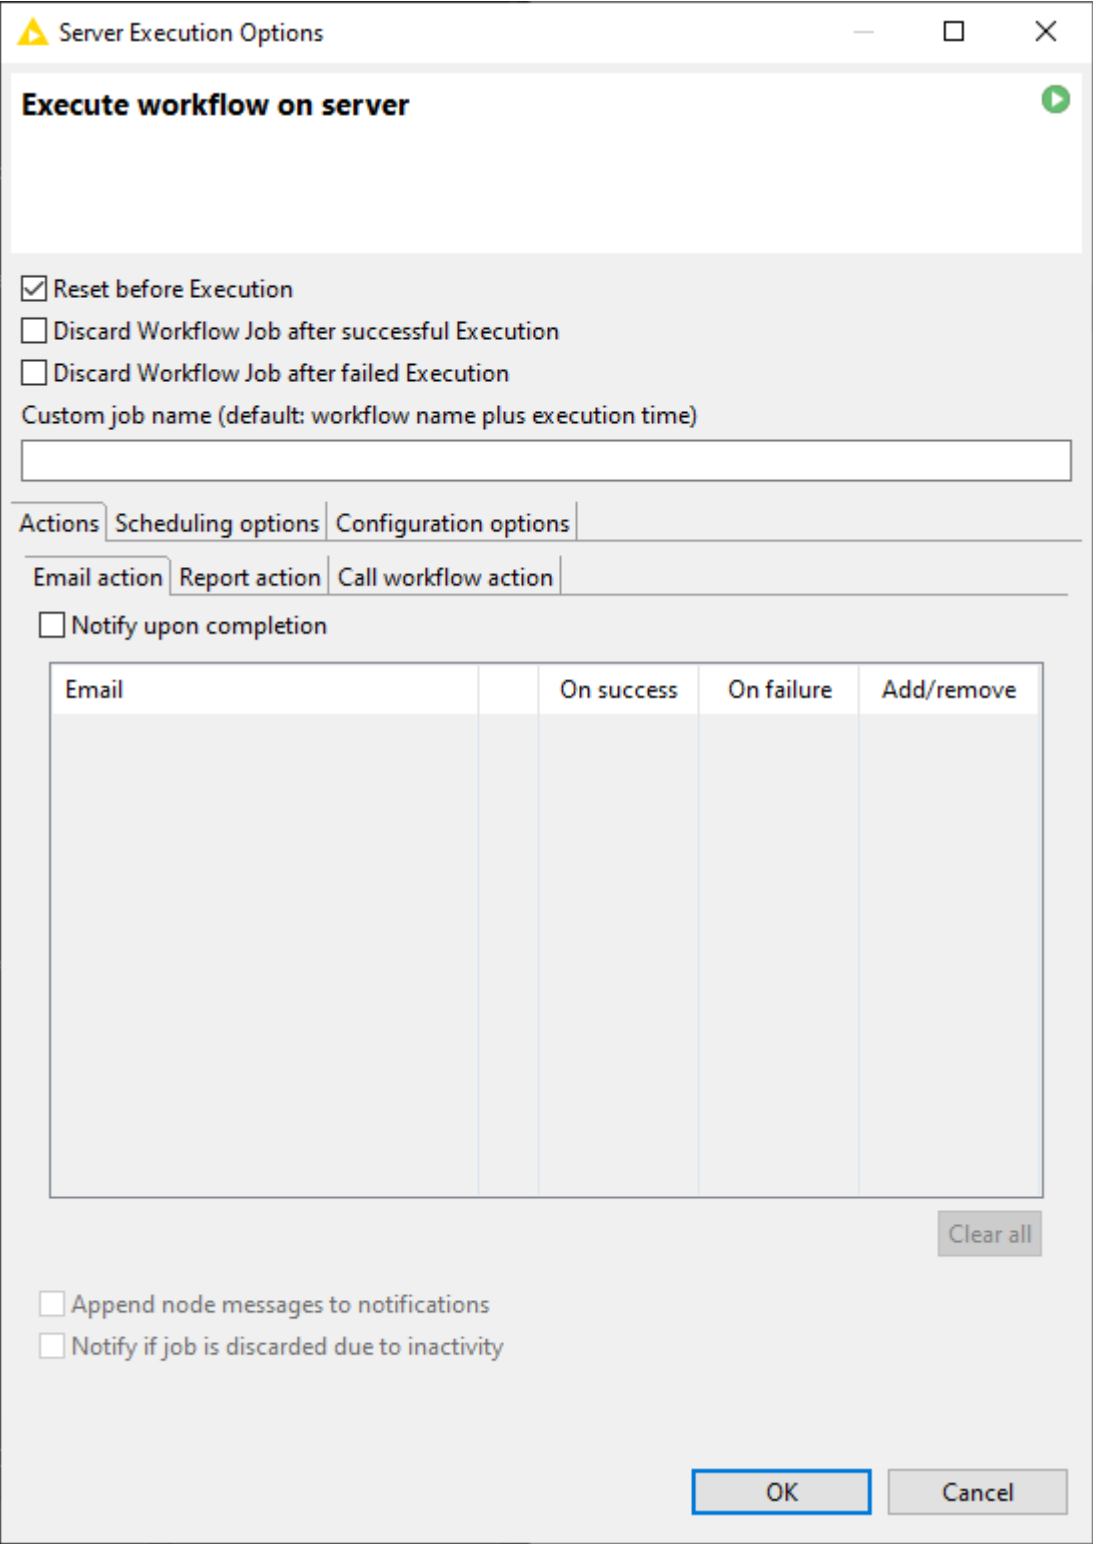 Server Execution Options
Execute workflow on server
Reset before Execution
Discard Workflow Job after successful Execution
Discard Workflow Job after failed Execution
Custom job name (default: workflow name plus execution time)
Actions Scheduling options Configuration options
Email action Report action Call workflow action
Notify upon completion
Email On success On failure Add/remove
Clear all
Append node messages to notifications
Notify if job is discarded due to inactivity
OK Cancel